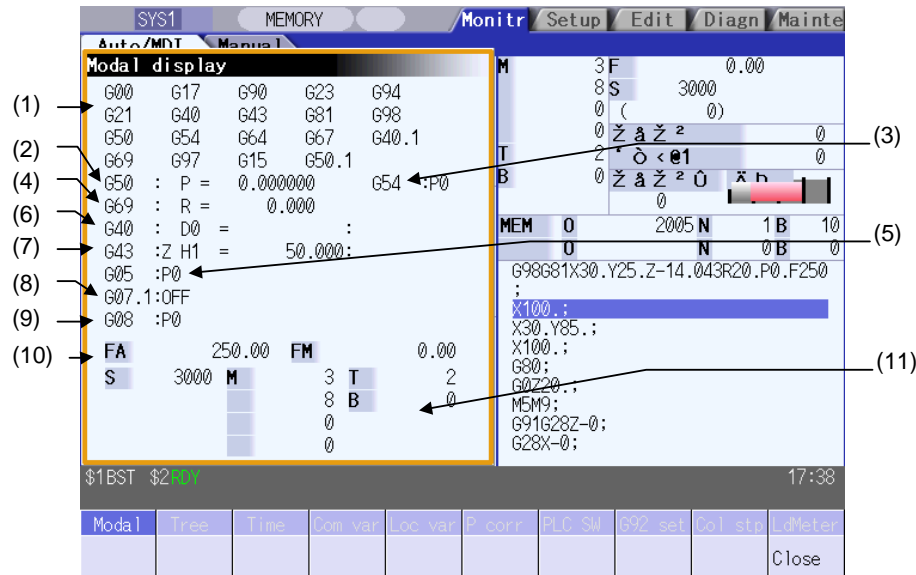 SYS1 MEMORY Monitr Setup Edit Diagn Mainte
Auto/MDI Manual
Modal display
(1) G00 G17 G90 G23 G94
G21 G40 G43 G81 G98
G50 G54 G64 G67 G40.1
G69 G97 G15 G50.1
(2) G50 : P = 0.000000 G54 :P0 (3)
(4) G69 : R = 0.000
(6) G40 : D0 = :
(7) G43 :Z H1 = 50.000:
G05 :P0 (5)
(8) G07.1:OFF
(9) G08 :P0
(10) FA 250.00 FM 0.00
S 3000 M 3 T 2
8 B 0
0
0
(11)
M 3 F 0.00
8 S 3000
0 ( 0)
0 Ž å Ž ² 0
T 2 ° Ò < @1 0
B 0 Ž å Ž ² Û
0
MEM O 2005 N 1 B 10
O N 0 B 0
G98G81X30.Y25.Z-14.043R20.P0.F250
;
X100.;
X30.Y85.;
X100.;
G80;
G0Z20.;
M5M9;
G91G28Z-0;
G28X-0;
$1BST $2RDY 17:38
Modal Tree Time Com var Loc var P corr PLC SW G92 set Col stp LdMeter
Close